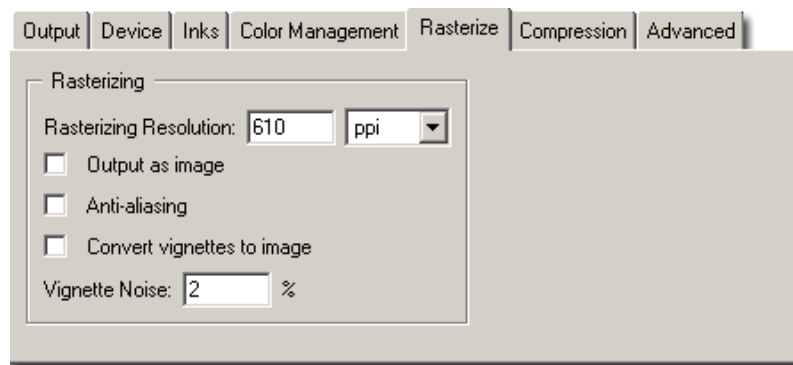 Output Device Inks Color Management Rasterize Compression Advanced
Rasterizing
Rasterizing Resolution: 610 ppi
Output as image
Anti-aliasing
Convert vignettes to image
Vignette Noise: 2 %